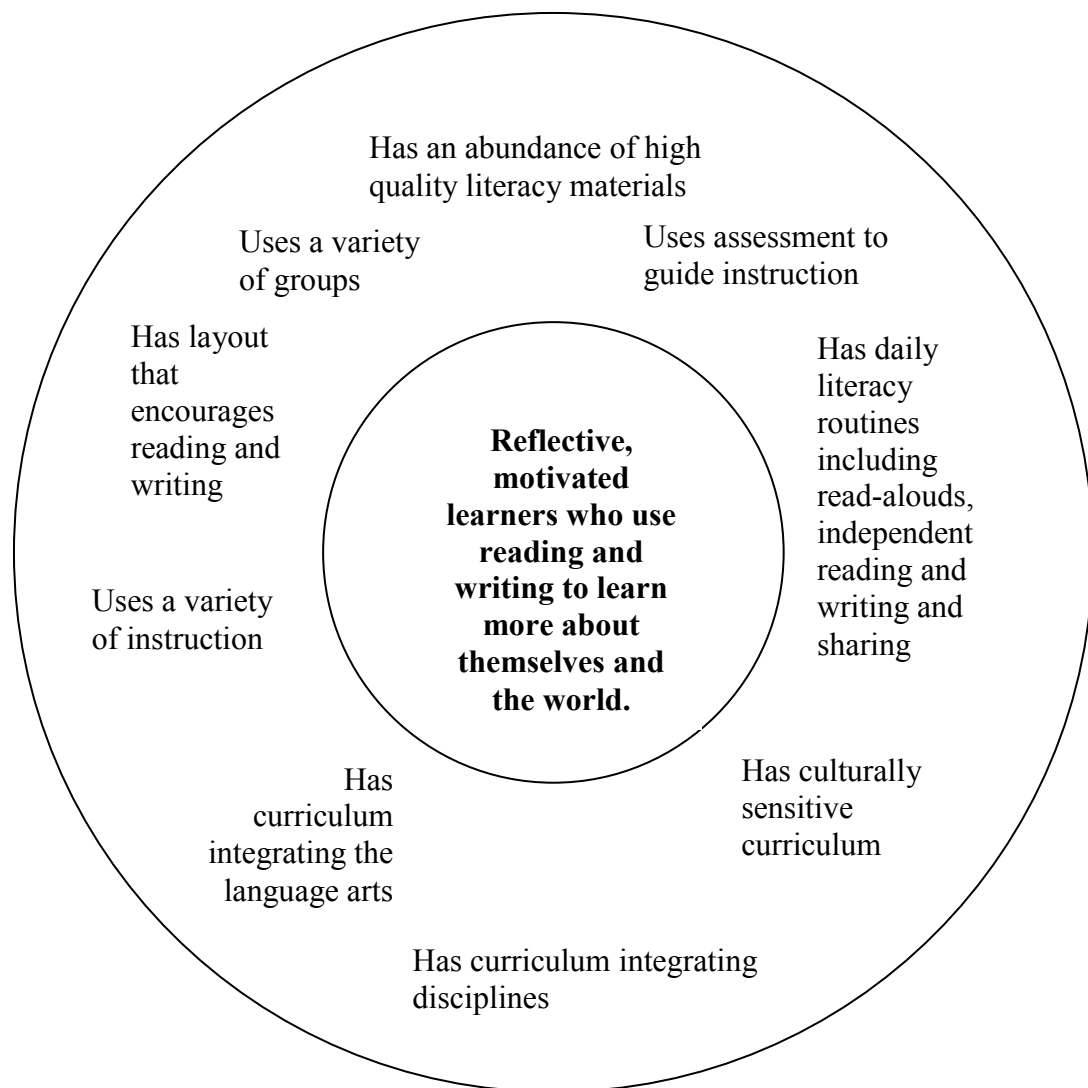 Has an abundance of high
quality literacy materials
Uses a variety
of groups
Uses assessment to
guide instruction
Has layout
that
encourages
reading and
writing
Has daily
literacy
routines
including
read-alouds,
independent
reading and
writing and
sharing
Reflective,
motivated
learners who use
reading and
writing to learn
more about
themselves and
the world.
Uses a variety
of instruction
Has
curriculum
integrating the
language arts
Has culturally
sensitive
curriculum
Has curriculum integrating
disciplines